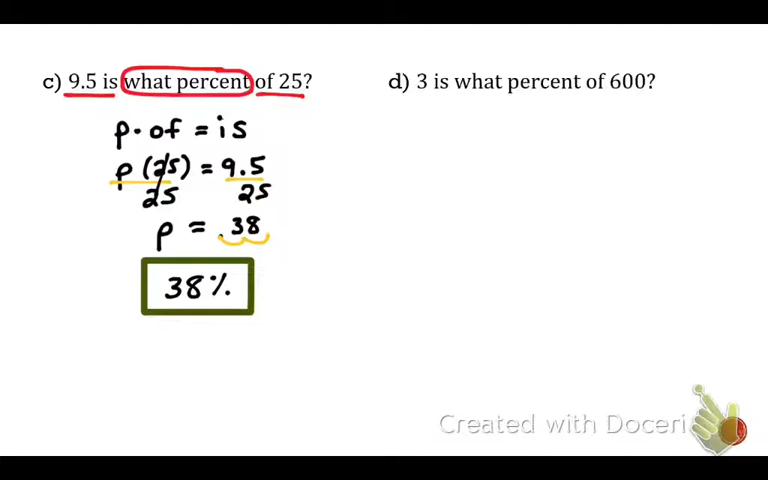 c) 9.5 is what percent of 25?
p · of = is
p (25) = 9.5
25 25
p = .38
38%
d) 3 is what percent of 600?
Created with Doceri